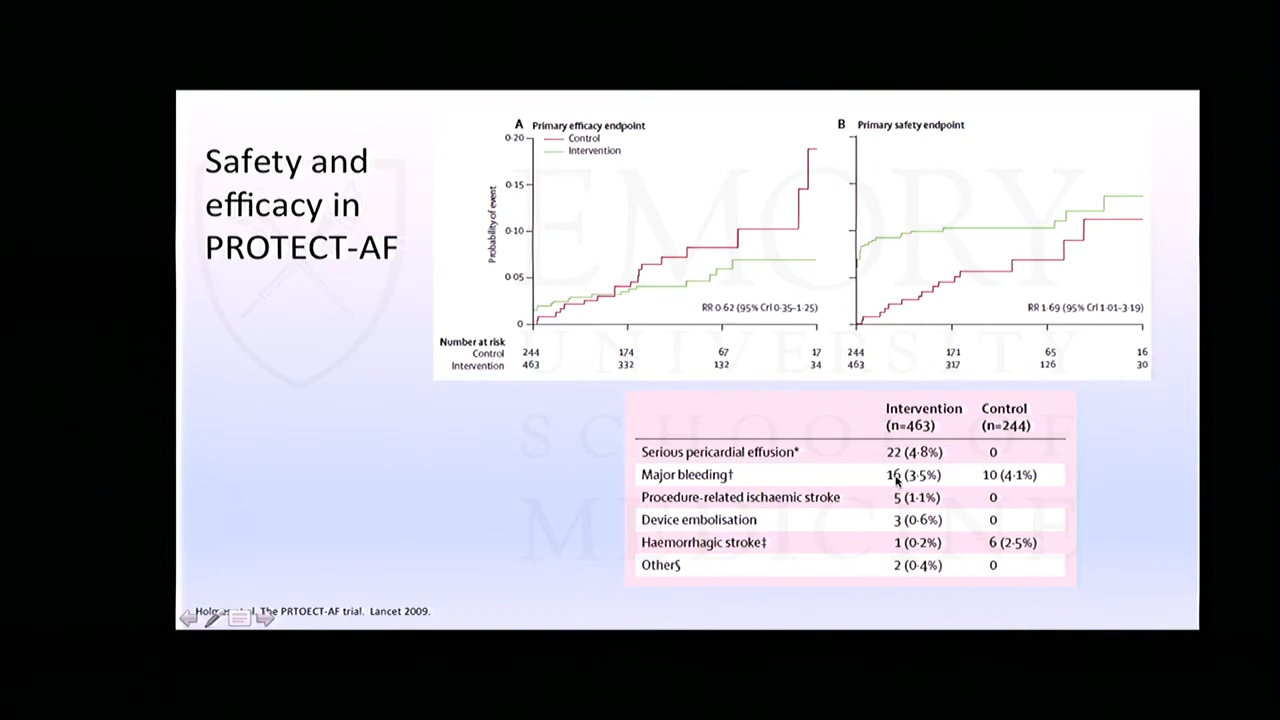 Safety and
efficacy in
PROTECT-AF
A Primary efficacy endpoint
Control
Intervention
Probability of event
0·20
0·15
0·10
0·05
0
RR 0·62 (95% CrI 0·35–1·25)
B Primary safety endpoint
RR 1·69 (95% CrI 1·01–3·19)
Number at risk
Control 244 174 67 17 244 171 65 16
Intervention 463 332 132 34 463 317 126 30
Intervention Control
(n=463) (n=244)
Serious pericardial effusion* 22 (4·8%) 0
Major bleeding† 16 (3·5%) 10 (4·1%)
Procedure-related ischaemic stroke 5 (1·1%) 0
Device embolisation 3 (0·6%) 0
Haemorrhagic stroke‡ 1 (0·2%) 6 (2·5%)
Other§ 2 (0·4%) 0
The PRTOECT-AF trial. Lancet 2009.
EMORY
UNIVERSITY
SCHOOL OF
MEDICINE